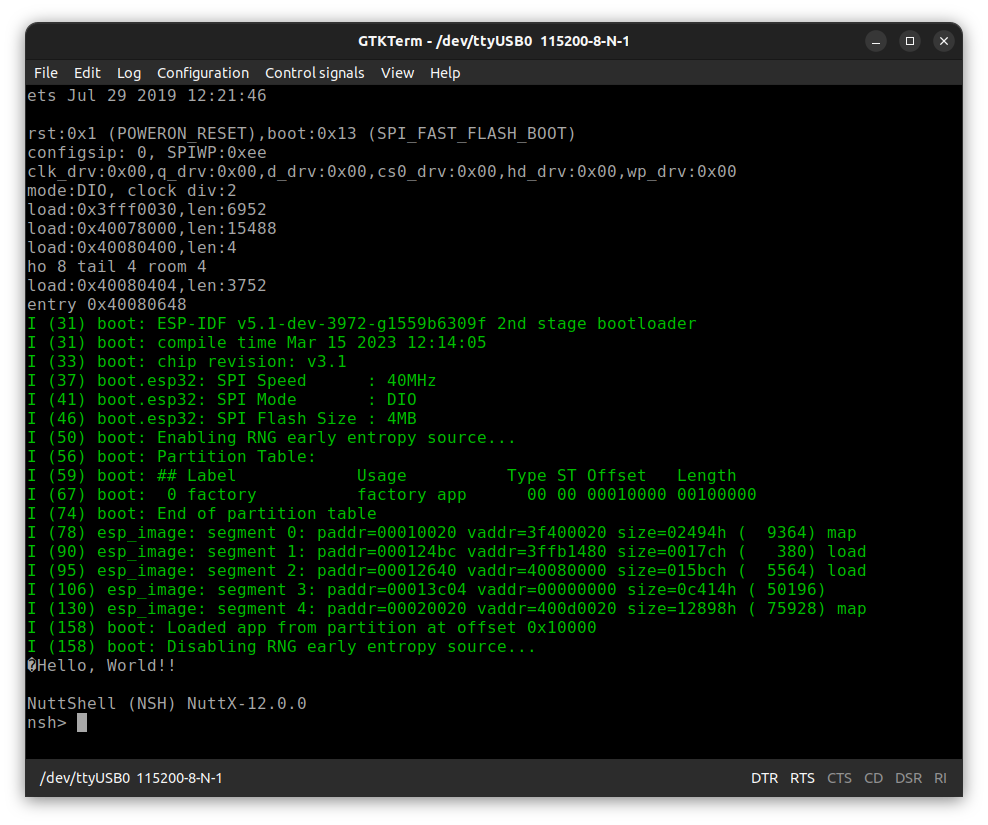 GTKTerm - /dev/ttyUSB0  115200-8-N-1
File Edit Log Configuration Control signals View Help
ets Jul 29 2019 12:21:46

rst:0x1 (POWERON_RESET),boot:0x13 (SPI_FAST_FLASH_BOOT)
configsip: 0, SPIWP:0xee
clk_drv:0x00,q_drv:0x00,d_drv:0x00,cs0_drv:0x00,hd_drv:0x00,wp_drv:0x00
mode:DIO, clock div:2
load:0x3fff0030,len:6952
load:0x40078000,len:15488
load:0x40080400,len:4
ho 8 tail 4 room 4
load:0x40080404,len:3752
entry 0x40080648
I (31) boot: ESP-IDF v5.1-dev-3972-g1559b6309f 2nd stage bootloader
I (31) boot: compile time Mar 15 2023 12:14:05
I (33) boot: chip revision: v3.1
I (37) boot.esp32: SPI Speed      : 40MHz
I (41) boot.esp32: SPI Mode       : DIO
I (46) boot.esp32: SPI Flash Size : 4MB
I (50) boot: Enabling RNG early entropy source...
I (56) boot: Partition Table:
I (59) boot: ## Label            Usage          Type ST Offset   Length
I (67) boot:  0 factory          factory app      00 00 00010000 00100000
I (74) boot: End of partition table
I (78) esp_image: segment 0: paddr=00010020 vaddr=3f400020 size=02494h (  9364) map
I (90) esp_image: segment 1: paddr=000124bc vaddr=3ffb1480 size=0017ch (   380) load
I (95) esp_image: segment 2: paddr=00012640 vaddr=40080000 size=015bch (  5564) load
I (106) esp_image: segment 3: paddr=00013c04 vaddr=00000000 size=0c414h ( 50196)
I (130) esp_image: segment 4: paddr=00020020 vaddr=400d0020 size=12898h ( 75928) map
I (158) boot: Loaded app from partition at offset 0x10000
I (158) boot: Disabling RNG early entropy source...
�Hello, World!!

NuttShell (NSH) NuttX-12.0.0
nsh>
/dev/ttyUSB0  115200-8-N-1 DTR RTS CTS CD DSR RI